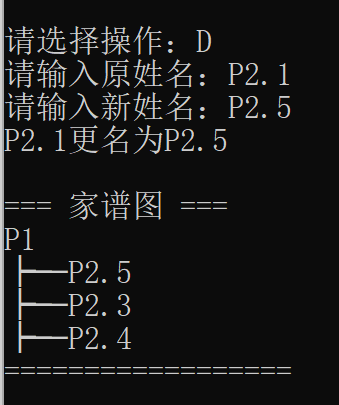 请选择操作：D
请输入原姓名：P2.1
请输入新姓名：P2.5
P2.1更名为P2.5
=== 家谱图 ===
P1
├──P2.5
├──P2.3
├──P2.4
==================